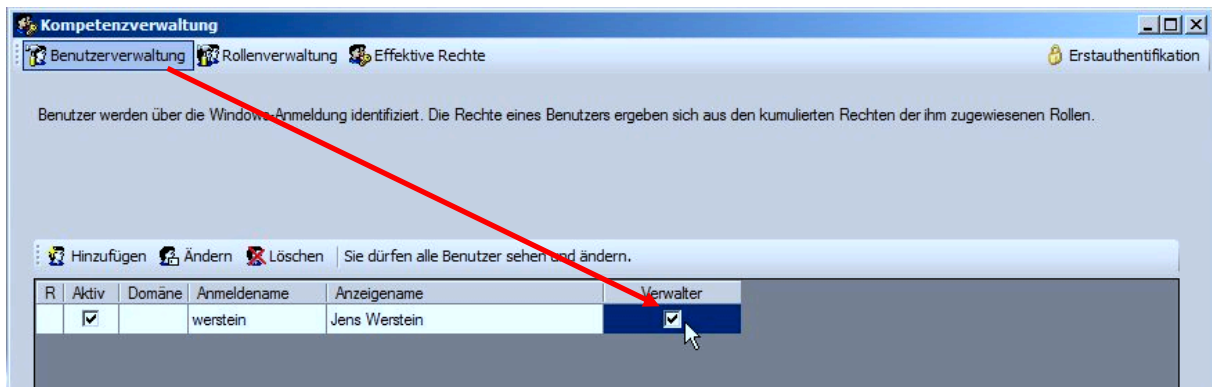 Kompetenzverwaltung
Benutzerverwaltung Rollenverwaltung Effektive Rechte Erstauthentifikation
Benutzer werden über die Windows-Anmeldung identifiziert. Die Rechte eines Benutzers ergeben sich aus den kumulierten Rechten der ihm zugewiesenen Rollen.
Hinzufügen Ändern Löschen Sie dürfen alle Benutzer sehen und ändern.
R Aktiv Domäne Anmeldename Anzeigename Verwalter
werstein Jens Werstein